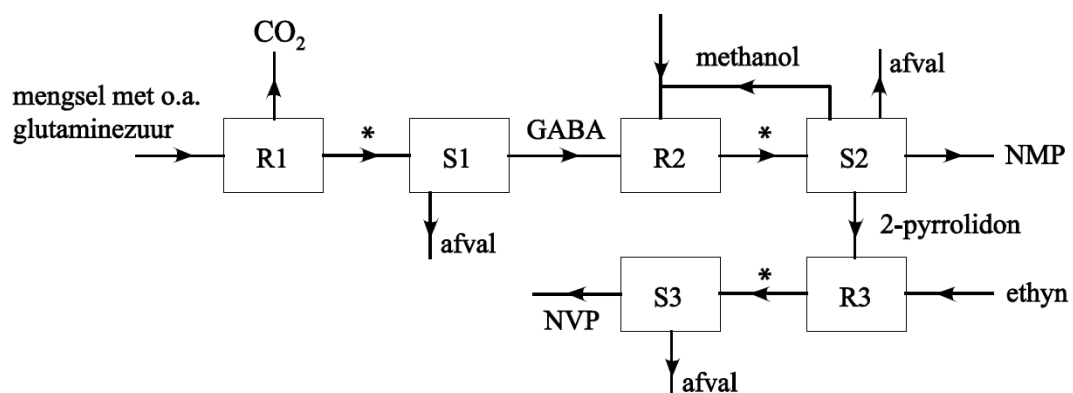 CO₂
mengsel met o.a.
glutaminezuur
R1
*
S1
afval
GABA
R2
methanol
*
S2
afval
NMP
2-pyrrolidon
R3
ethyn
*
S3
NVP
afval